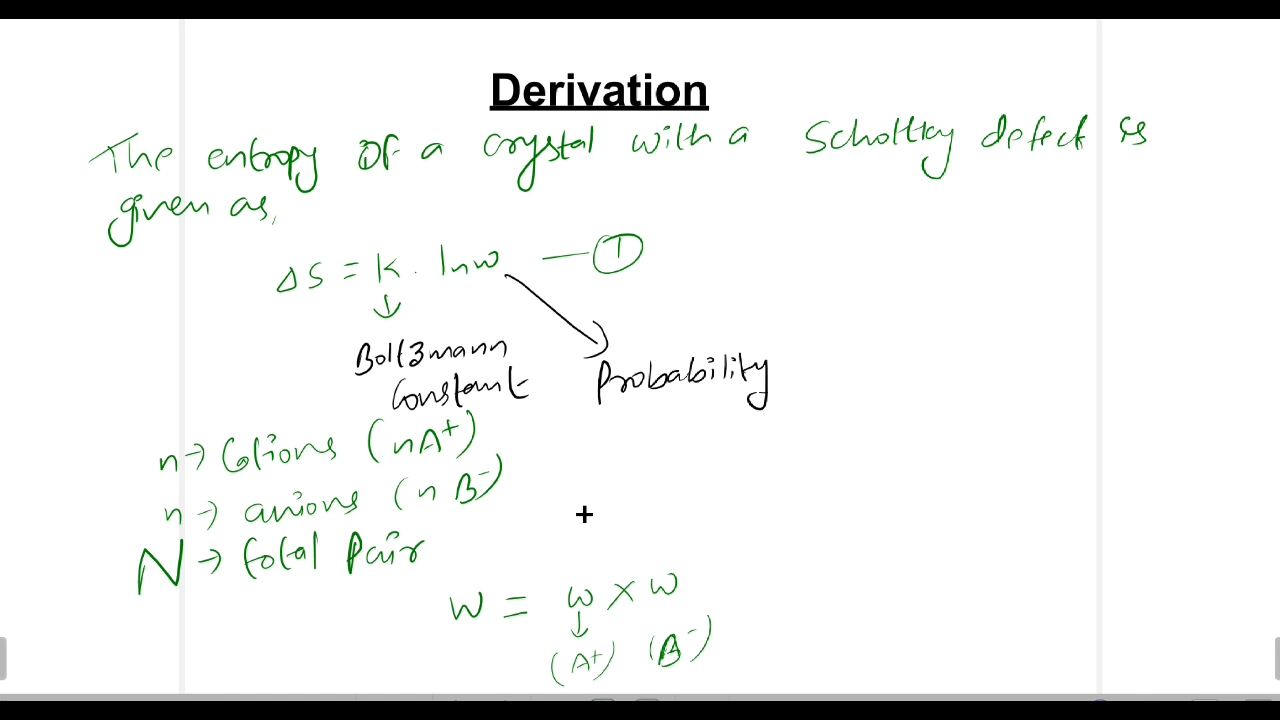 Derivation
The entropy of a crystal with a Schottky defect is
given as,
ΔS = k. lnw — ①
↓
Boltzmann
Constant
Probability
n → Cations (nA⁺)
n → anions (nB⁻)
N → total Pair
W = w × w
↓
(A⁺) (B⁻)